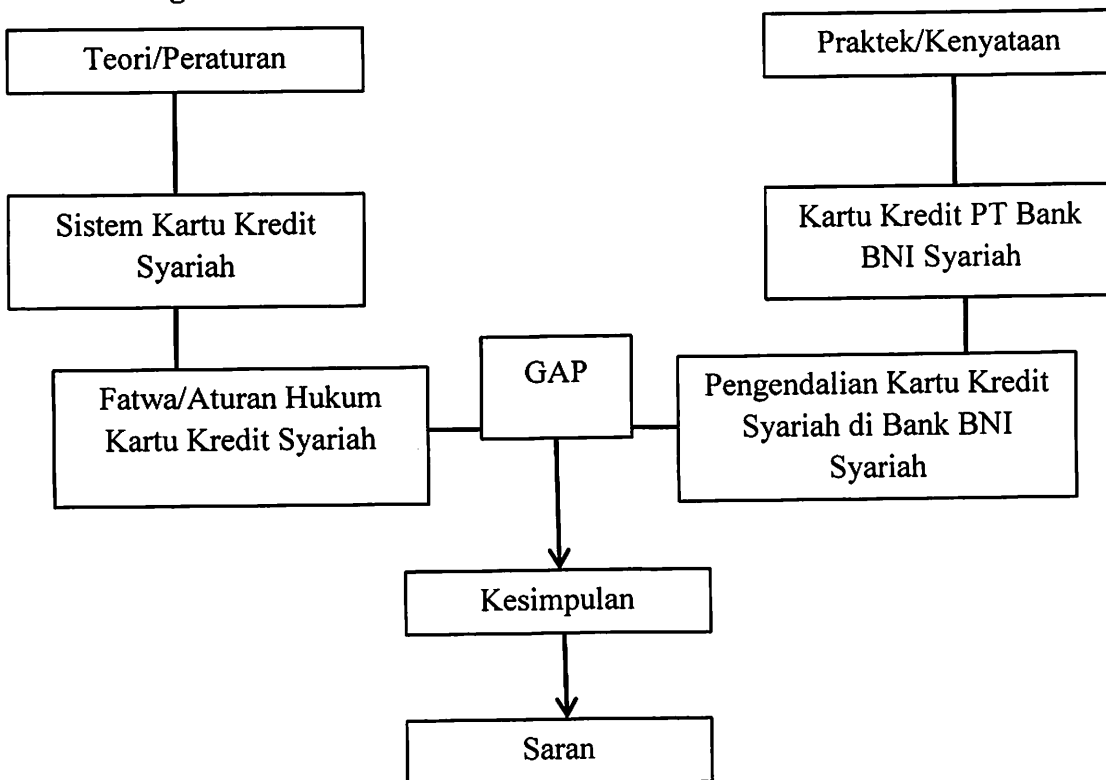 Teori/Peraturan
Praktek/Kenyataan
Sistem Kartu Kredit
Syariah
Kartu Kredit PT Bank
BNI Syariah
Fatwa/Aturan Hukum
Kartu Kredit Syariah
GAP
Pengendalian Kartu Kredit
Syariah di Bank BNI
Syariah
Kesimpulan
Saran